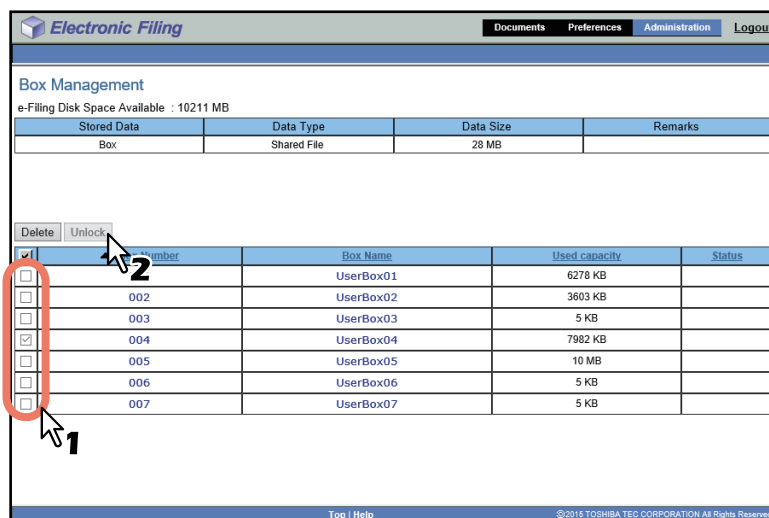 Electronic Filing
Documents Preferences Administration
Box Management
e-Filing Disk Space Available : 10211 MB
Stored Data Data Type Data Size Remarks
Box Shared File 28 MB
Delete Unlock
Number Box Name Used capacity Status
2
UserBox01 6278 KB
002 UserBox02 3603 KB
003 UserBox03 5 KB
004 UserBox04 7982 KB
005 UserBox05 10 MB
006 UserBox06 5 KB
007 UserBox07 5 KB
1
Top | Help ©2015 TOSHIBA TEC CORPORATION All Rights